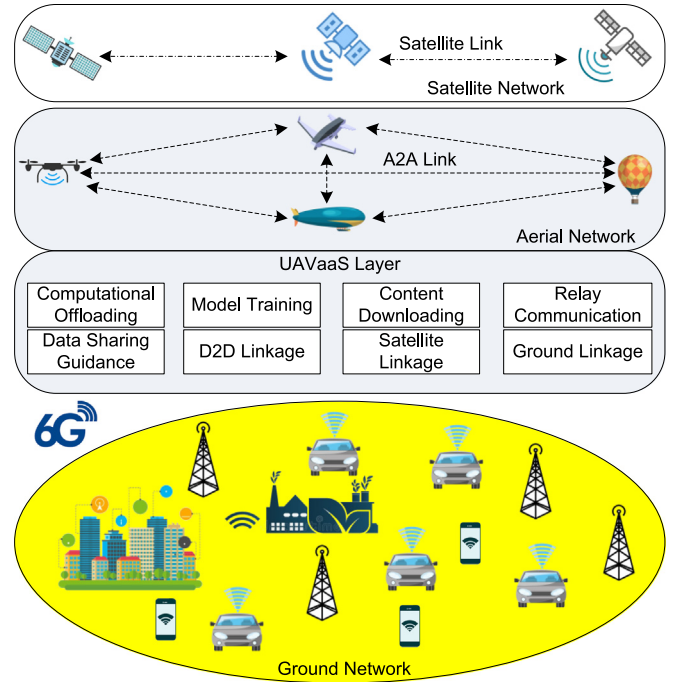 Satellite Link
Satellite Network
A2A Link
Aerial Network
UAVaaS Layer
Computational
Offloading
Model Training
Content
Downloading
Relay
Communication
Data Sharing
Guidance
D2D Linkage
Satellite
Linkage
Ground Linkage
6G
Ground Network